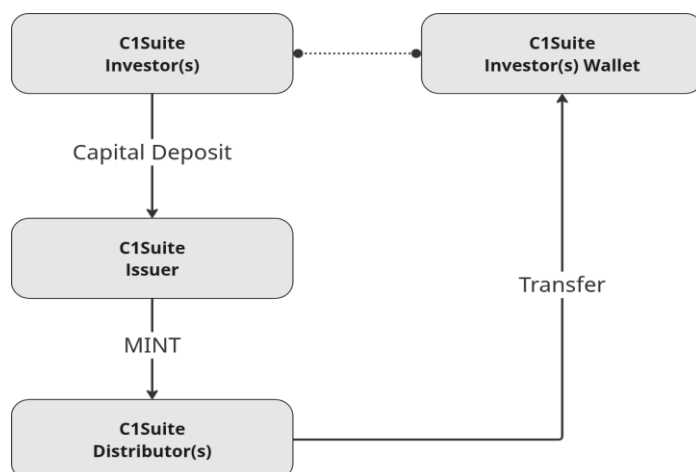 C1Suite
Investor(s)
C1Suite
Investor(s) Wallet
Capital Deposit
C1Suite
Issuer
Transfer
MINT
C1Suite
Distributor(s)